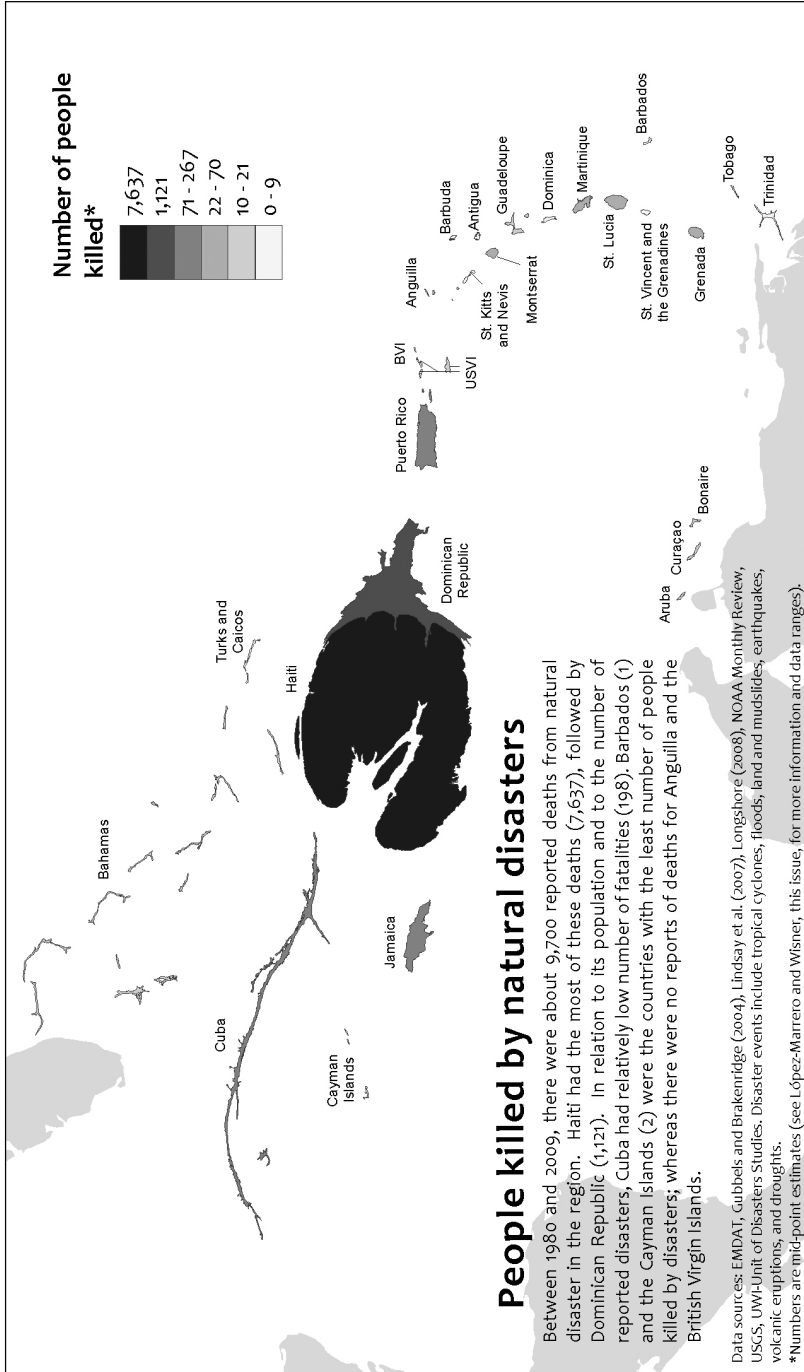 Number of people
killed*
7,637
1,121
71 - 267
22 - 70
10 - 21
0 - 9
Bahamas
Turks and
Caicos
Cuba
Haiti
Cayman
Islands
Jamaica
Dominican
Republic
Puerto Rico
BVI
USVI
Anguilla
Barbuda
Antigua
St. Kitts
and Nevis
Guadeloupe
Montserrat
Dominica
Martinique
St. Lucia
Barbados
St. Vincent and
the Grenadines
Grenada
Tobago
Trinidad
Aruba
Curaçao
Bonaire
People killed by natural disasters
Between 1980 and 2009, there were about 9,700 reported deaths from natural
disaster in the region. Haiti had the most of these deaths (7,637), followed by
Dominican Republic (1,121). In relation to its population and to the number of
reported disasters, Cuba had relatively low number of fatalities (198). Barbados (1)
and the Cayman Islands (2) were the countries with the least number of people
killed by disasters; whereas there were no reports of deaths for Anguilla and the
British Virgin Islands.
Data sources: EMDAT, Gubbels and Brakenridge (2004), Lindsay et al. (2007), Longshore (2008), NOAA Monthly Review,
USGS, UWI-Unit of Disasters Studies. Disaster events include tropical cyclones, floods, land and mudslides, earthquakes,
volcanic eruptions, and droughts.
*Numbers are mid-point estimates (see López-Marrero and Wisner, this issue, for more information and data ranges).